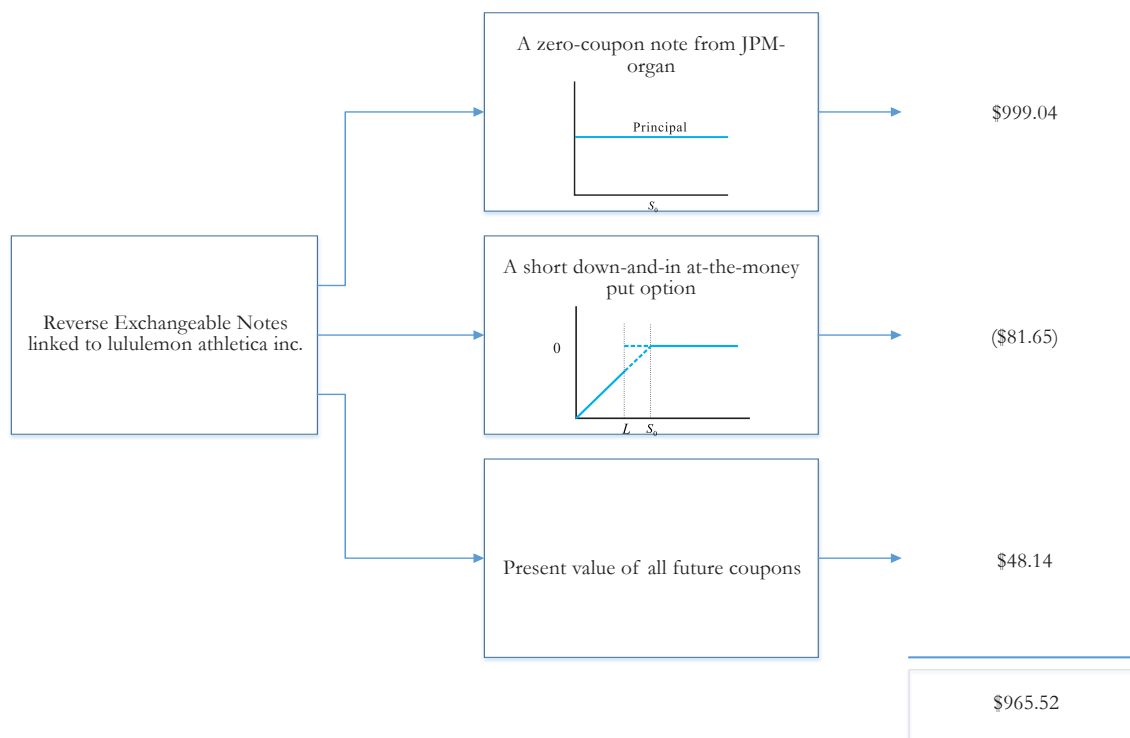 A zero-coupon note from JPM-
organ
Principal
S₀
$999.04
Reverse Exchangeable Notes
linked to lululemon athletica inc.
A short down-and-in at-the-money
put option
0
L S₀
($81.65)
Present value of all future coupons
$48.14
$965.52